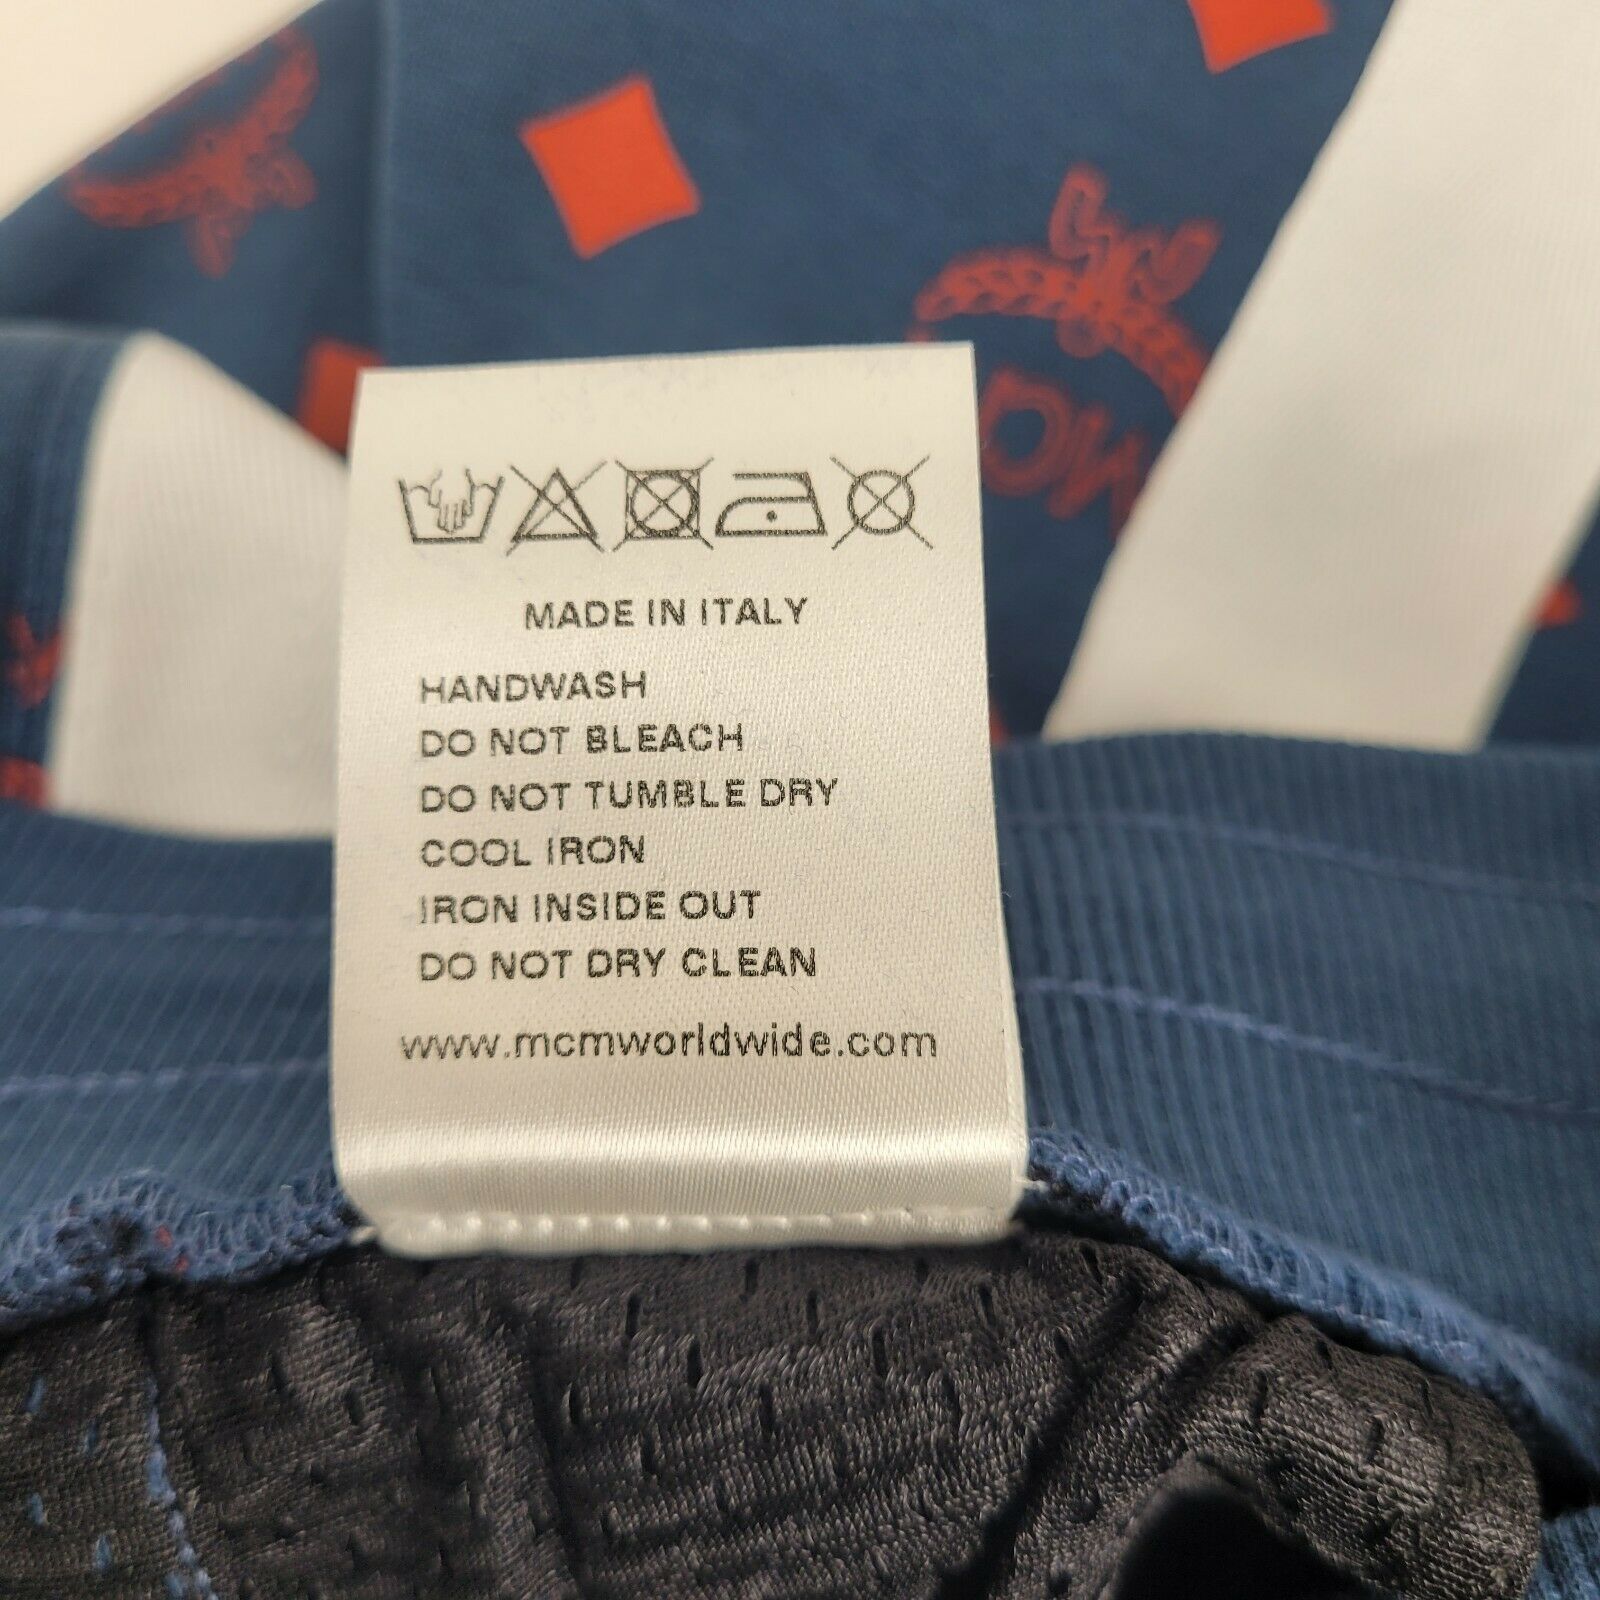 MCM
MADE IN ITALY
HANDWASH
DO NOT BLEACH
DO NOT TUMBLE DRY
COOL IRON
IRON INSIDE OUT
DO NOT DRY CLEAN
www.mcmworldwide.com